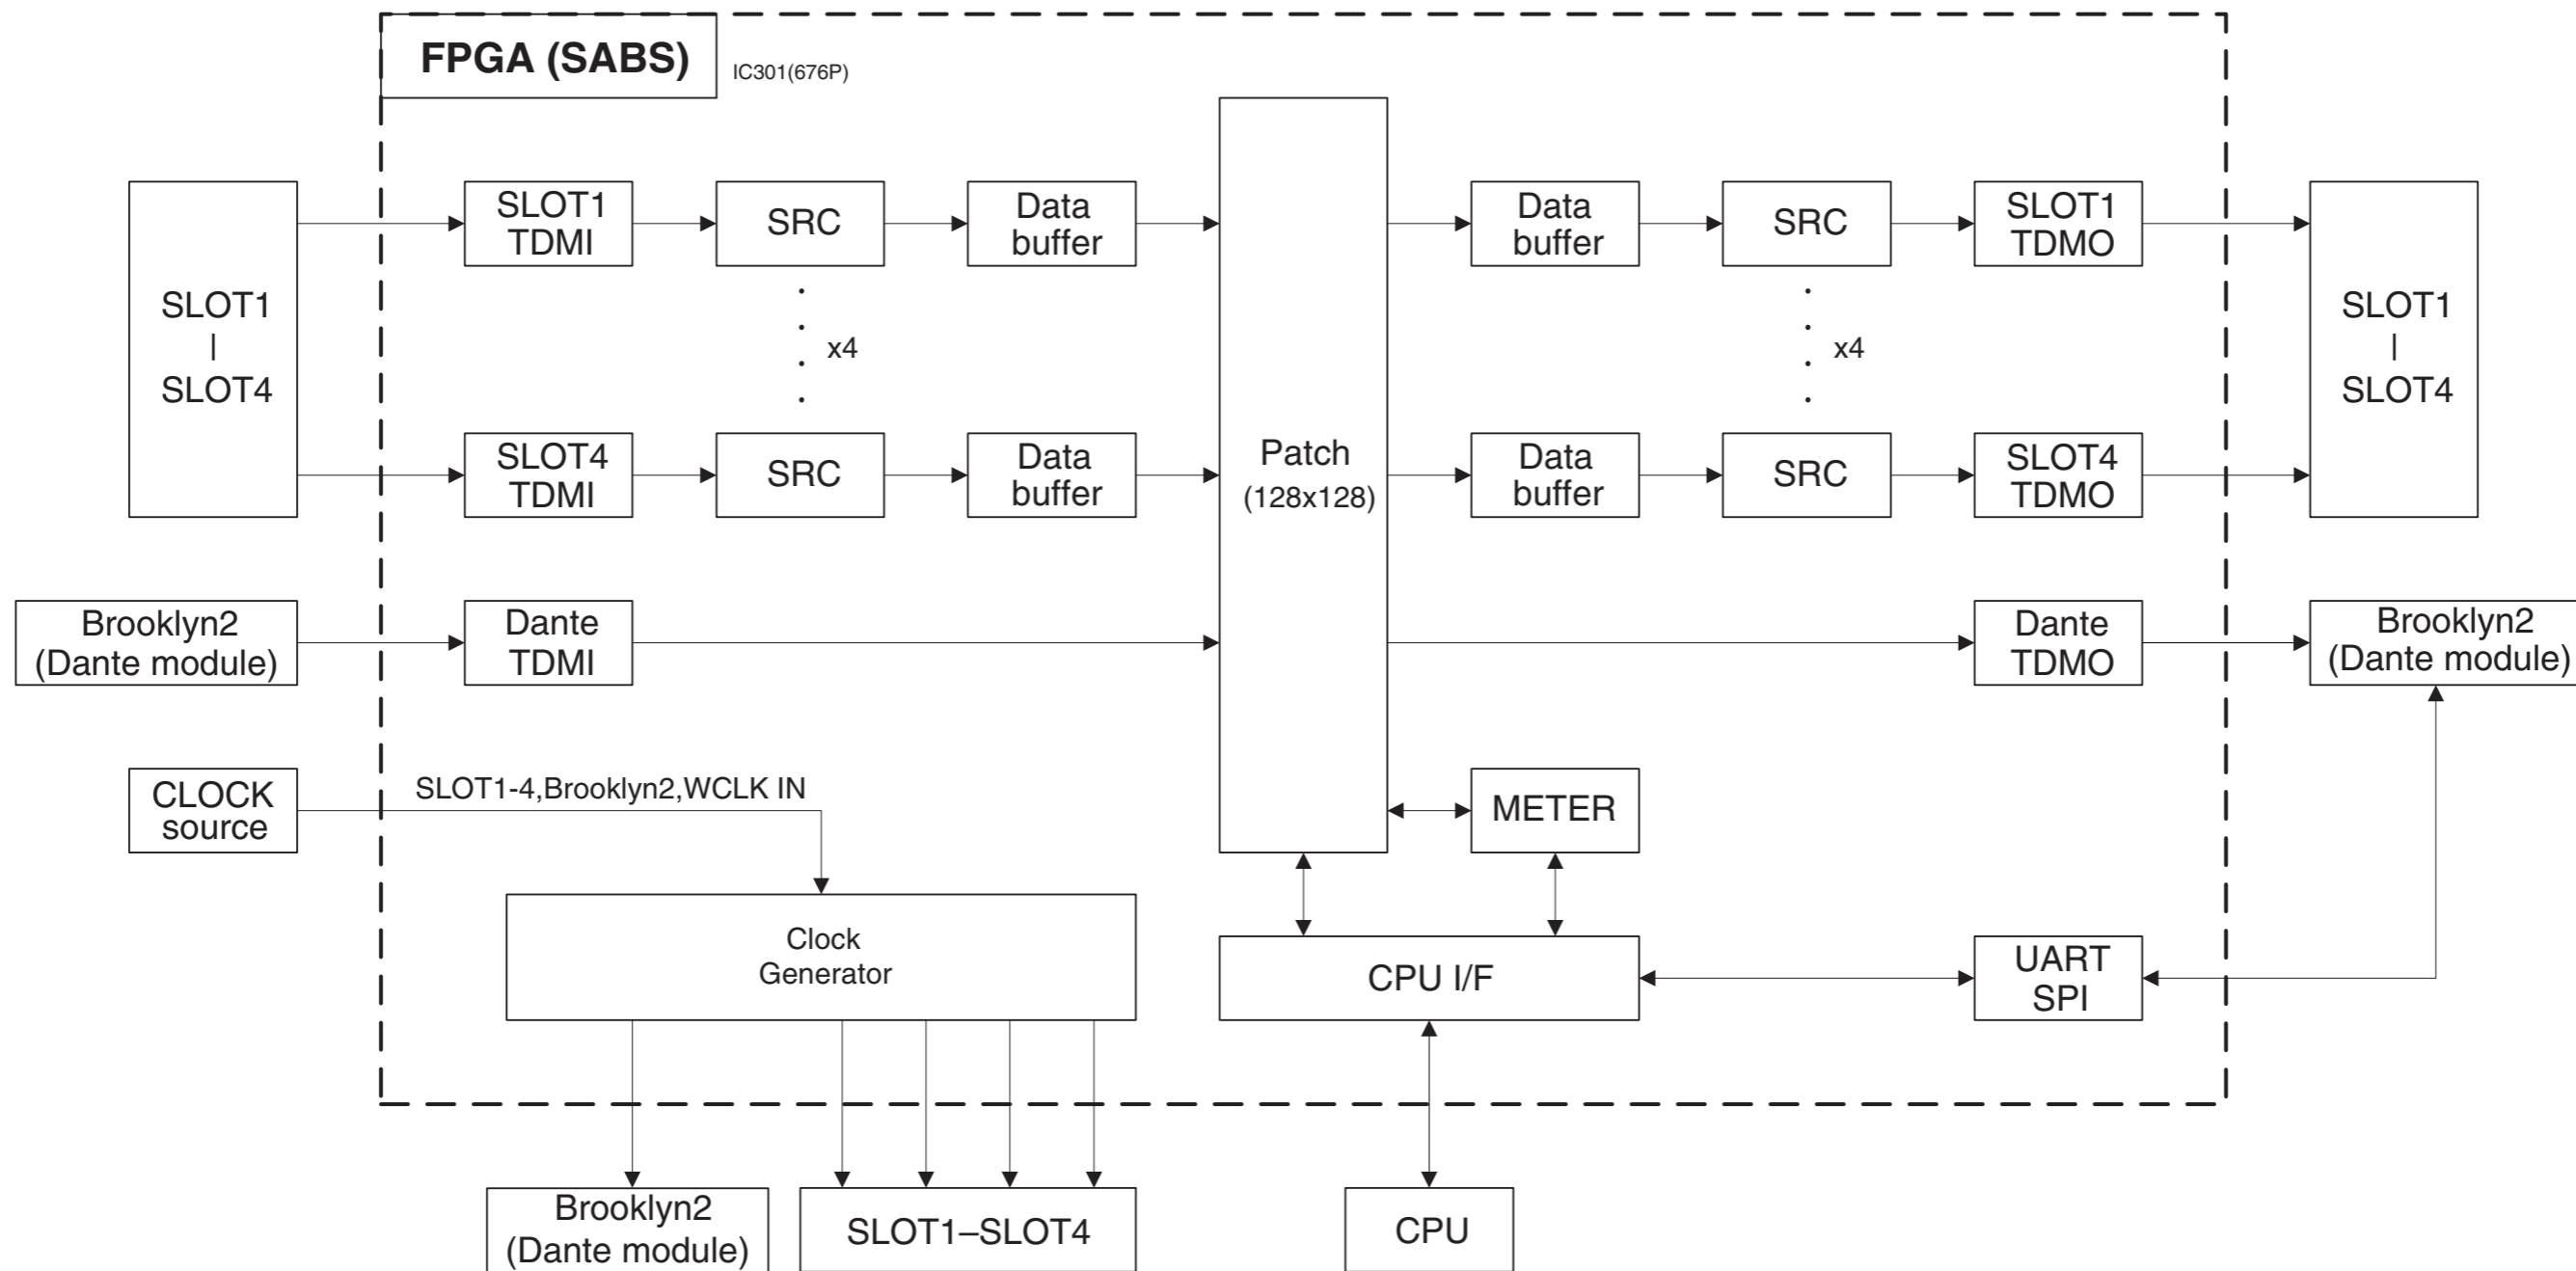 FPGA (SABS)
IC301(676P)
SLOT1
|
SLOT4
SLOT1
TDMI
SRC
Data
buffer
Data
buffer
SRC
SLOT1
TDMO
SLOT1
|
SLOT4
x4
x4
SLOT4
TDMI
SRC
Data
buffer
Patch
(128x128)
Data
buffer
SRC
SLOT4
TDMO
Brooklyn2
(Dante module)
Dante
TDMI
Dante
TDMO
Brooklyn2
(Dante module)
CLOCK
source
SLOT1-4,Brooklyn2,WCLK IN
METER
Clock
Generator
CPU I/F
UART
SPI
Brooklyn2
(Dante module)
SLOT1–SLOT4
CPU